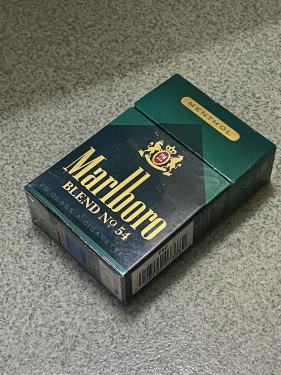 MENTHOL
Marlboro
BLEND Nº 54
20 CLASS A CIGARETTES